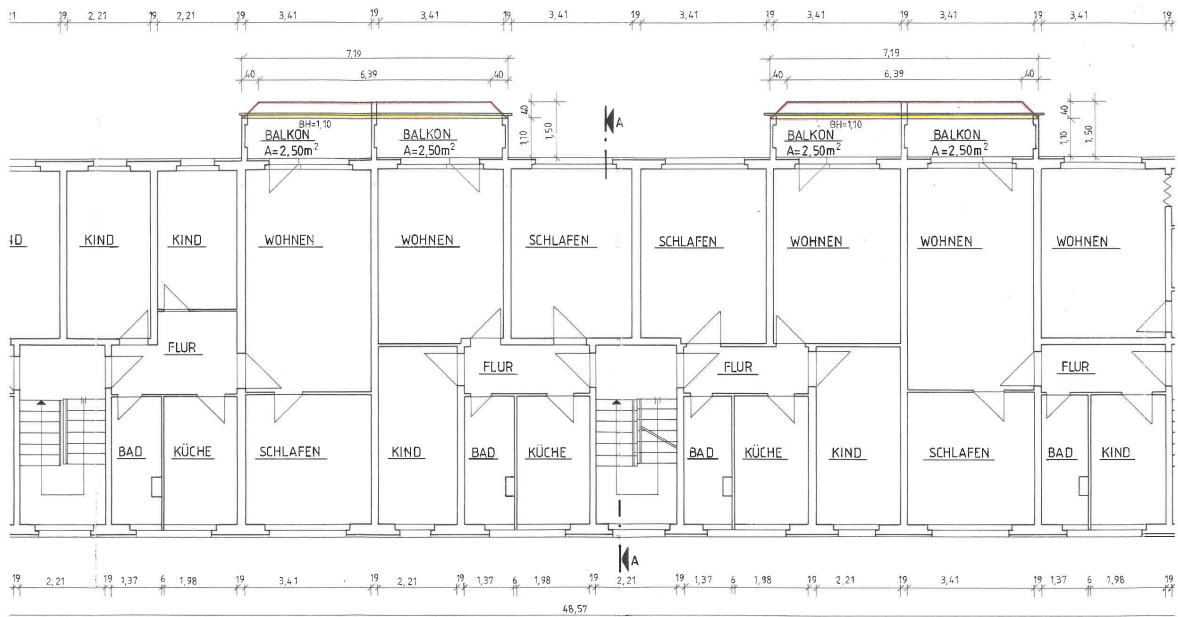 21 19 2,21 19 2,21 19 3,41 19 3,41 19 3,41 19 3,41 19 3,41 19 3,41 19 3,41 19
7,19 7,19
40 6,39 40 40 6,39 40
BH=1,10 BH=1,10
40 1,10 1,50 40 1,10 1,50
BALKON BALKON BALKON BALKON
A=2,50m² A=2,50m² A=2,50m² A=2,50m²
A
ND KIND KIND WOHNEN WOHNEN SCHLAFEN SCHLAFEN WOHNEN WOHNEN WOHNEN
FLUR FLUR FLUR FLUR
BAD KÜCHE SCHLAFEN KIND BAD KÜCHE BAD KÜCHE KIND SCHLAFEN BAD KIND
A
19 2,21 19 1,37 6 1,98 19 3,41 19 2,21 19 1,37 6 1,98 19 2,21 19 1,37 6 1,98 19 2,21 19 3,41 19 1,37 6 1,98 19
48,57